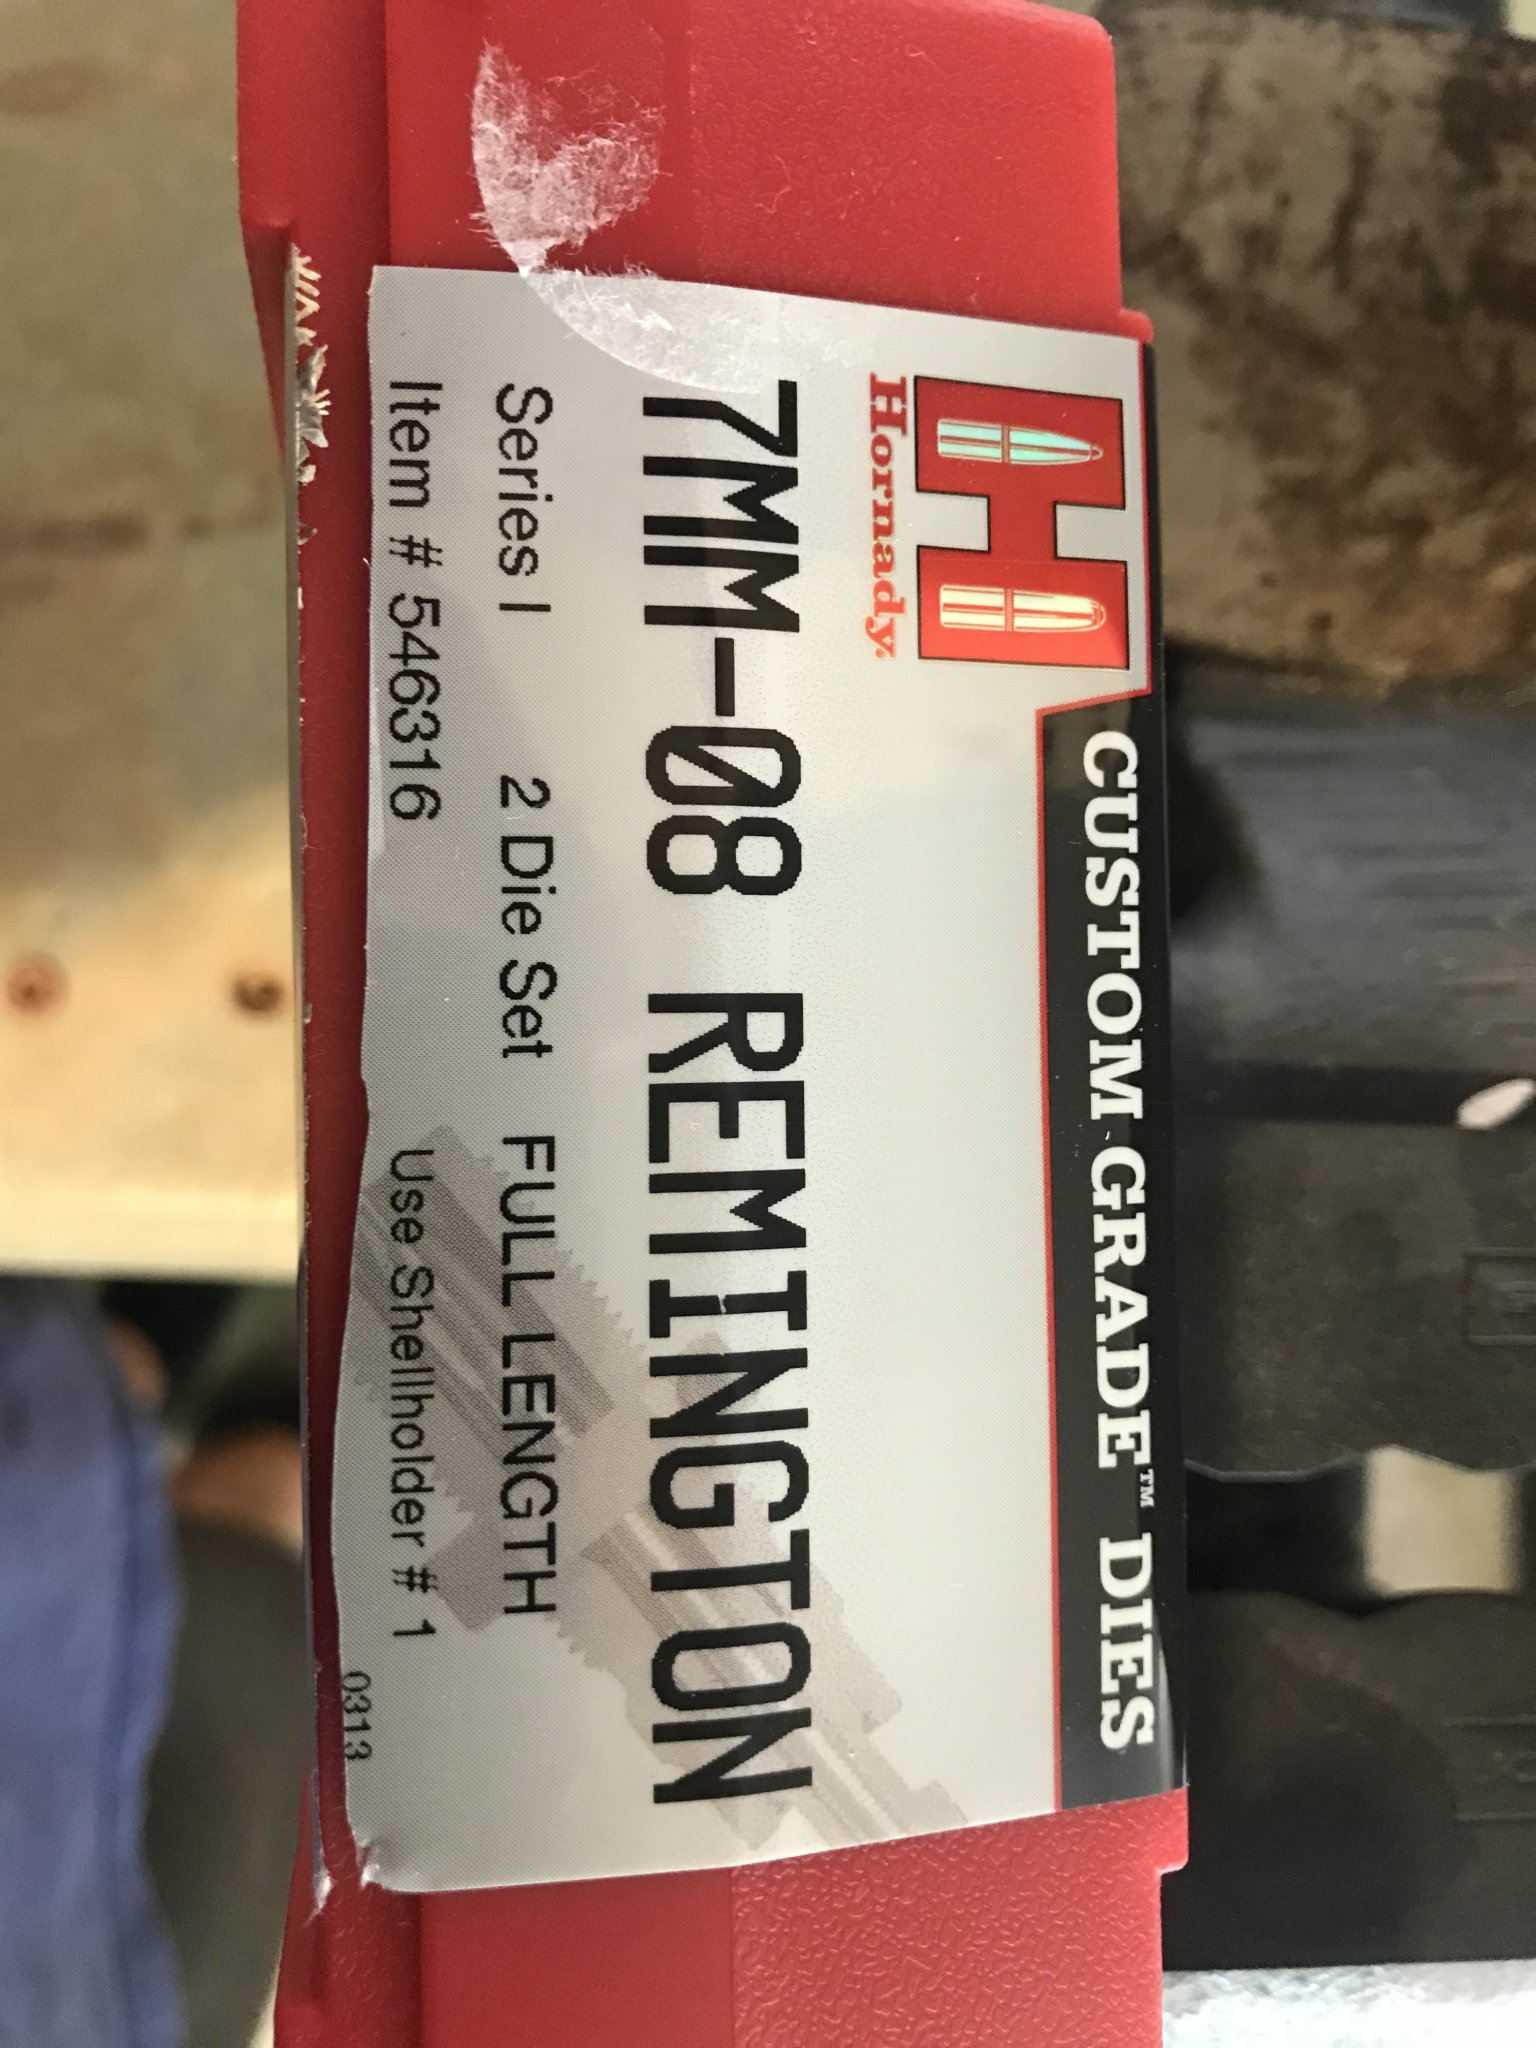 CUSTOM GRADE™ DIES
Hornady.
7MM-08 REMINGTON
Series I 2 Die Set FULL LENGTH
Item # 546316 Use Shellholder # 1
0313